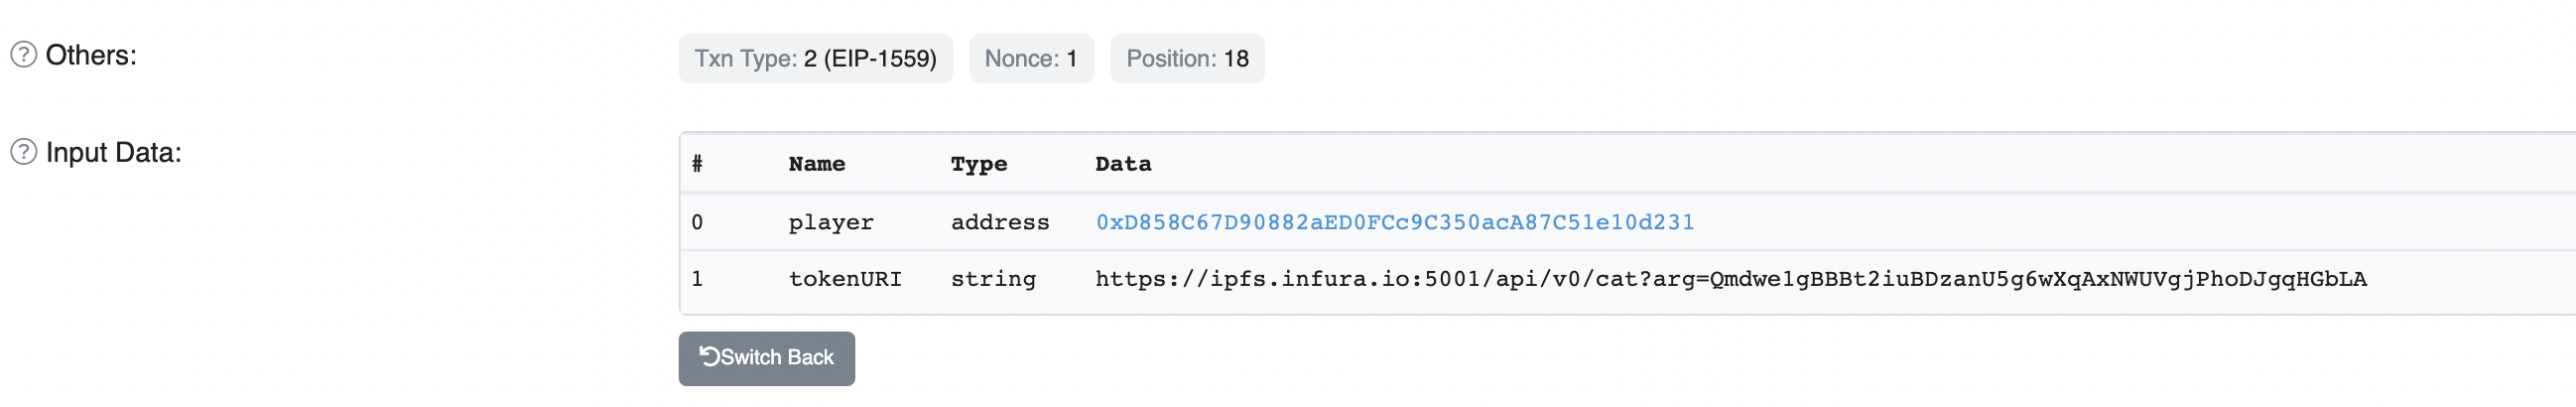 Others:
Txn Type: 2 (EIP-1559) Nonce: 1 Position: 18
Input Data:
# Name Type Data
0 player address 0xD858C67D90882aED0FCc9C350acA87C51e10d231
1 tokenURI string https://ipfs.infura.io:5001/api/v0/cat?arg=Qmdwe1gBBBt2iuBDzanU5g6wXqAxNWUVgjPhoDJgqHGbLA
Switch Back